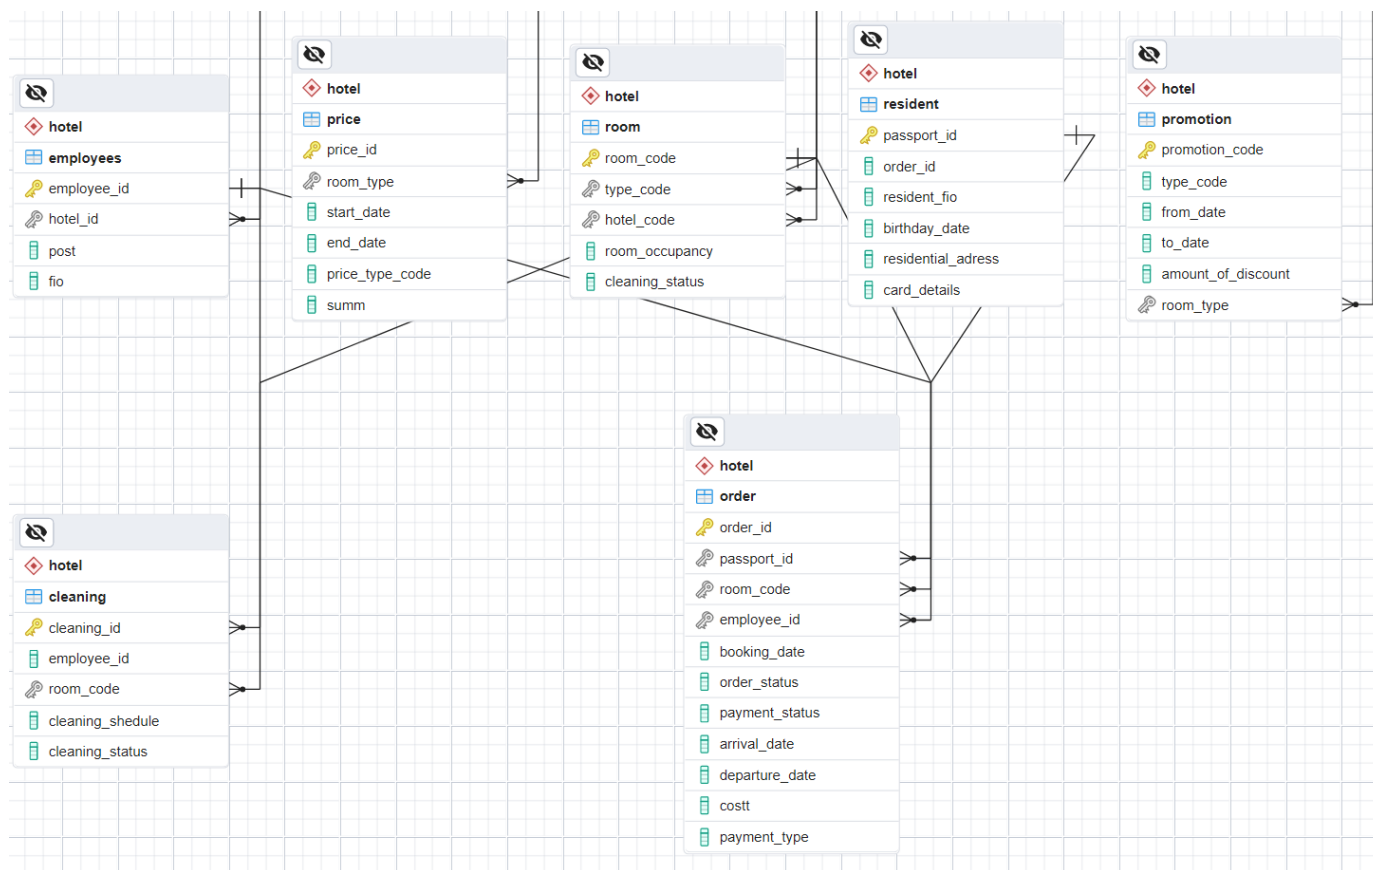 hotel
employees
employee_id
hotel_id
post
fio
hotel
price
price_id
room_type
start_date
end_date
price_type_code
summ
hotel
room
room_code
type_code
hotel_code
room_occupancy
cleaning_status
hotel
resident
passport_id
order_id
resident_fio
birthday_date
residential_adress
card_details
hotel
promotion
promotion_code
type_code
from_date
to_date
amount_of_discount
room_type
hotel
cleaning
cleaning_id
employee_id
room_code
cleaning_shedule
cleaning_status
hotel
order
order_id
passport_id
room_code
employee_id
booking_date
order_status
payment_status
arrival_date
departure_date
costt
payment_type